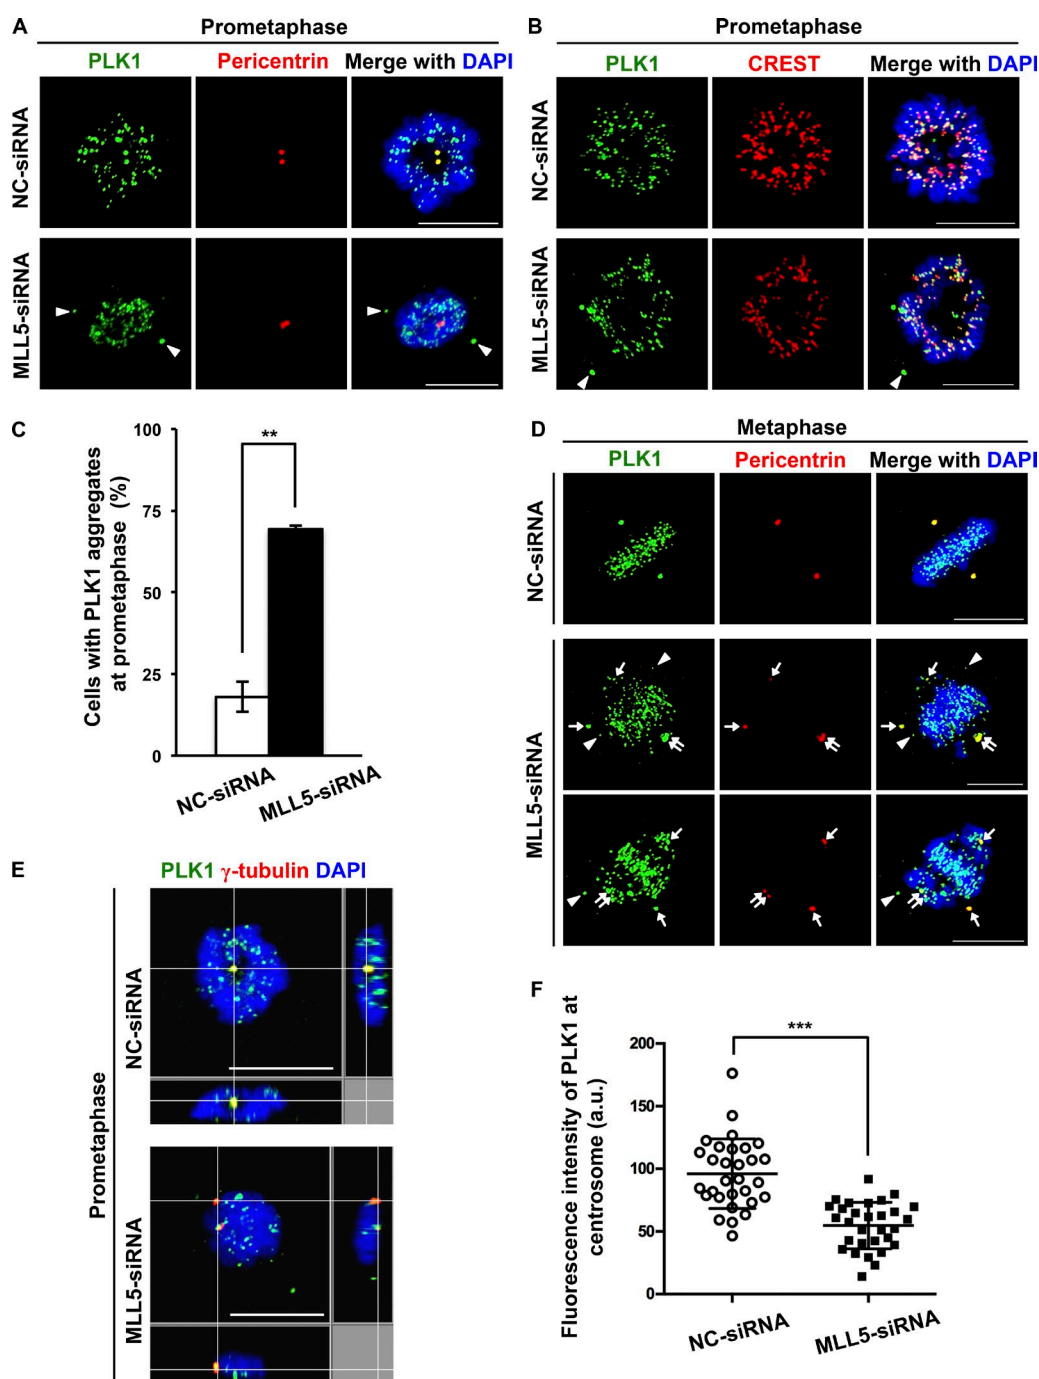 A
Prometaphase
PLK1 Pericentrin Merge with DAPI
NC-siRNA
MLL5-siRNA
B
Prometaphase
PLK1 CREST Merge with DAPI
NC-siRNA
MLL5-siRNA
C
Cells with PLK1 aggregates
at prometaphase (%)
100
75
50
25
0
**
NC-siRNA
MLL5-siRNA
D
Metaphase
PLK1 Pericentrin Merge with DAPI
NC-siRNA
MLL5-siRNA
E
PLK1 γ-tubulin DAPI
Prometaphase
NC-siRNA
MLL5-siRNA
F
Fluorescence intensity of PLK1 at
centrosome (a.u.)
200
150
100
50
0
***
NC-siRNA
MLL5-siRNA